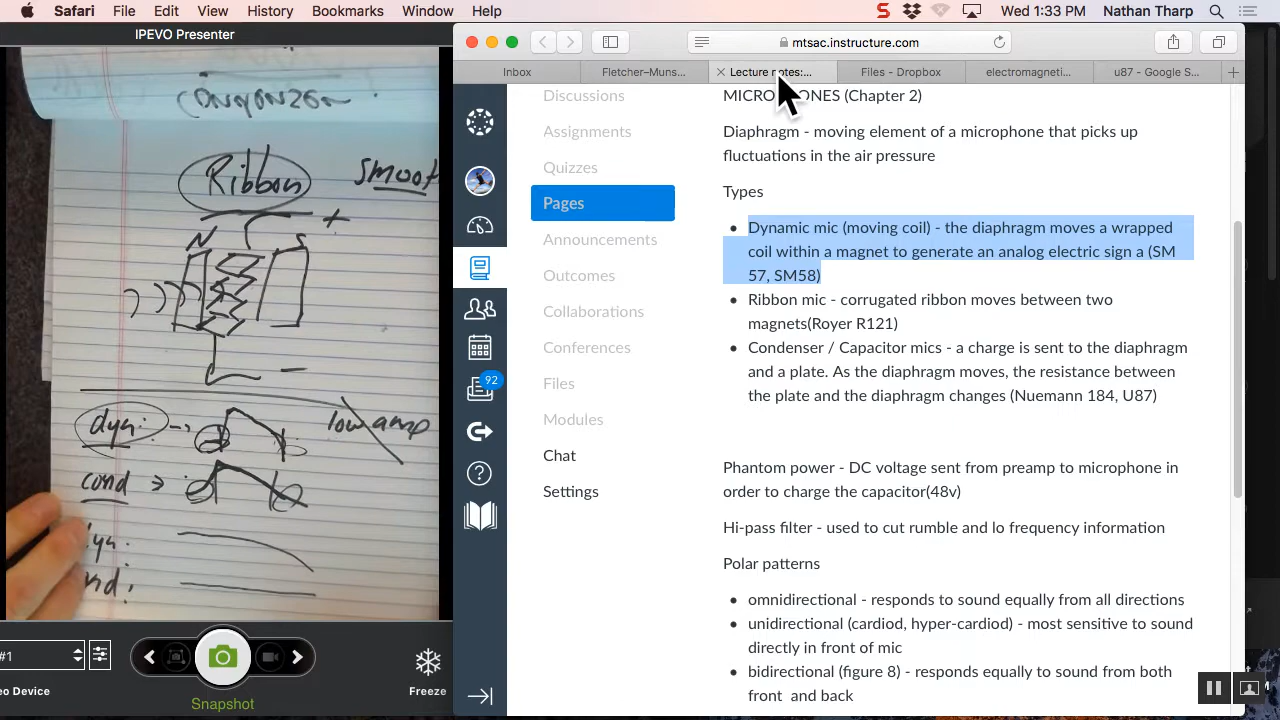 Safari File Edit View History Bookmarks Window Help
Wed 1:33 PM Nathan Tharp
IPEVO Presenter
mtsac.instructure.com
Inbox
Fletcher–Muns...
Lecture notes:...
Files - Dropbox
electromagneti...
u87 - Google S...
Ribbon
smoot
+
N S
−
dyn: → low amp
cond →
dyn:
nd:
#1
eo Device
Snapshot
Freeze
92
Discussions
Assignments
Quizzes
Pages
Announcements
Outcomes
Collaborations
Conferences
Files
Modules
Chat
Settings
(Chapter 2)
Diaphragm - moving element of a microphone that picks up
fluctuations in the air pressure
Types
Dynamic mic (moving coil) - the diaphragm moves a wrapped
coil within a magnet to generate an analog electric sign a (SM
57, SM58)
Ribbon mic - corrugated ribbon moves between two
magnets(Royer R121)
Condenser / Capacitor mics - a charge is sent to the diaphragm
and a plate. As the diaphragm moves, the resistance between
the plate and the diaphragm changes (Nuemann 184, U87)
Phantom power - DC voltage sent from preamp to microphone in
order to charge the capacitor(48v)
Hi-pass filter - used to cut rumble and lo frequency information
Polar patterns
omnidirectional - responds to sound equally from all directions
unidirectional (cardiod, hyper-cardiod) - most sensitive to sound
directly in front of mic
bidirectional (figure 8) - responds equally to sound from both
front and back